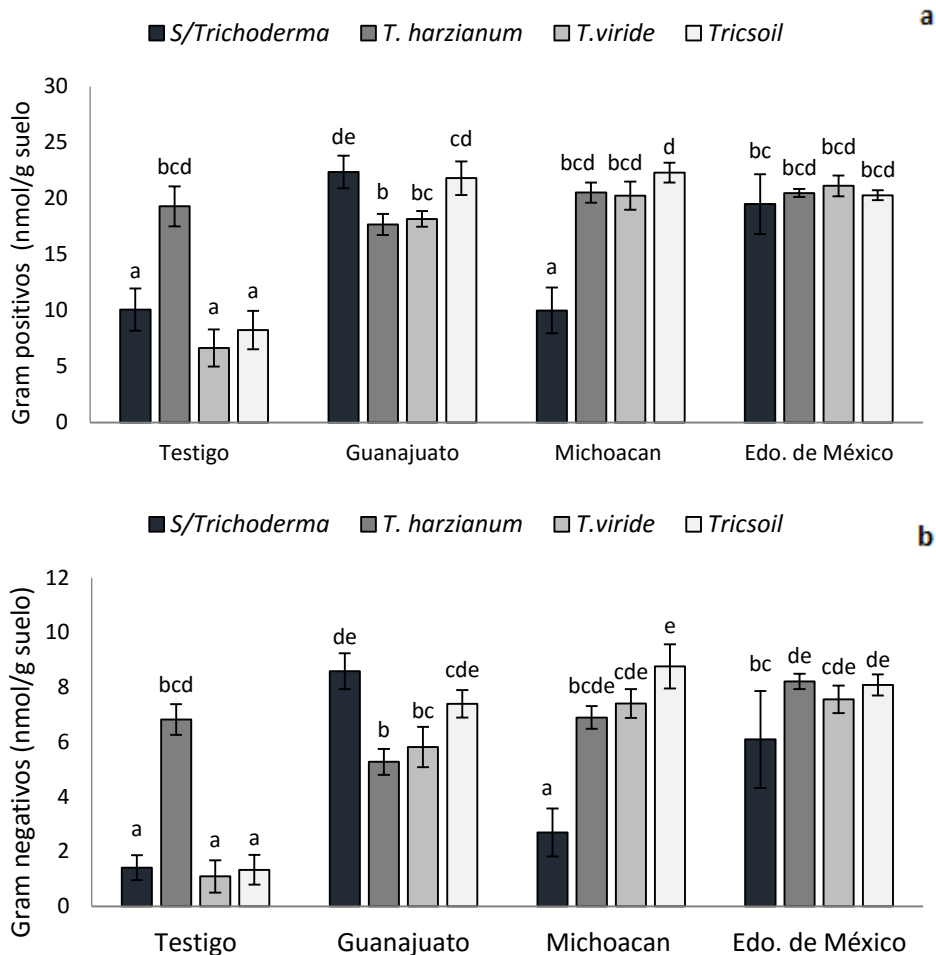 a
S/Trichoderma T. harzianum T.viride Tricsoil
Gram positivos (nmol/g suelo)
30
25
20
15
10
5
0
a bcd a a
de b bc cd
a bcd bcd d
bc bcd bcd bcd
Testigo Guanajuato Michoacan Edo. de México
b
S/Trichoderma T. harzianum T.viride Tricsoil
Gram negativos (nmol/g suelo)
12
10
8
6
4
2
0
a bcd a a
de b bc cde
a bcde cde e
bc de cde de
Testigo Guanajuato Michoacan Edo. de México